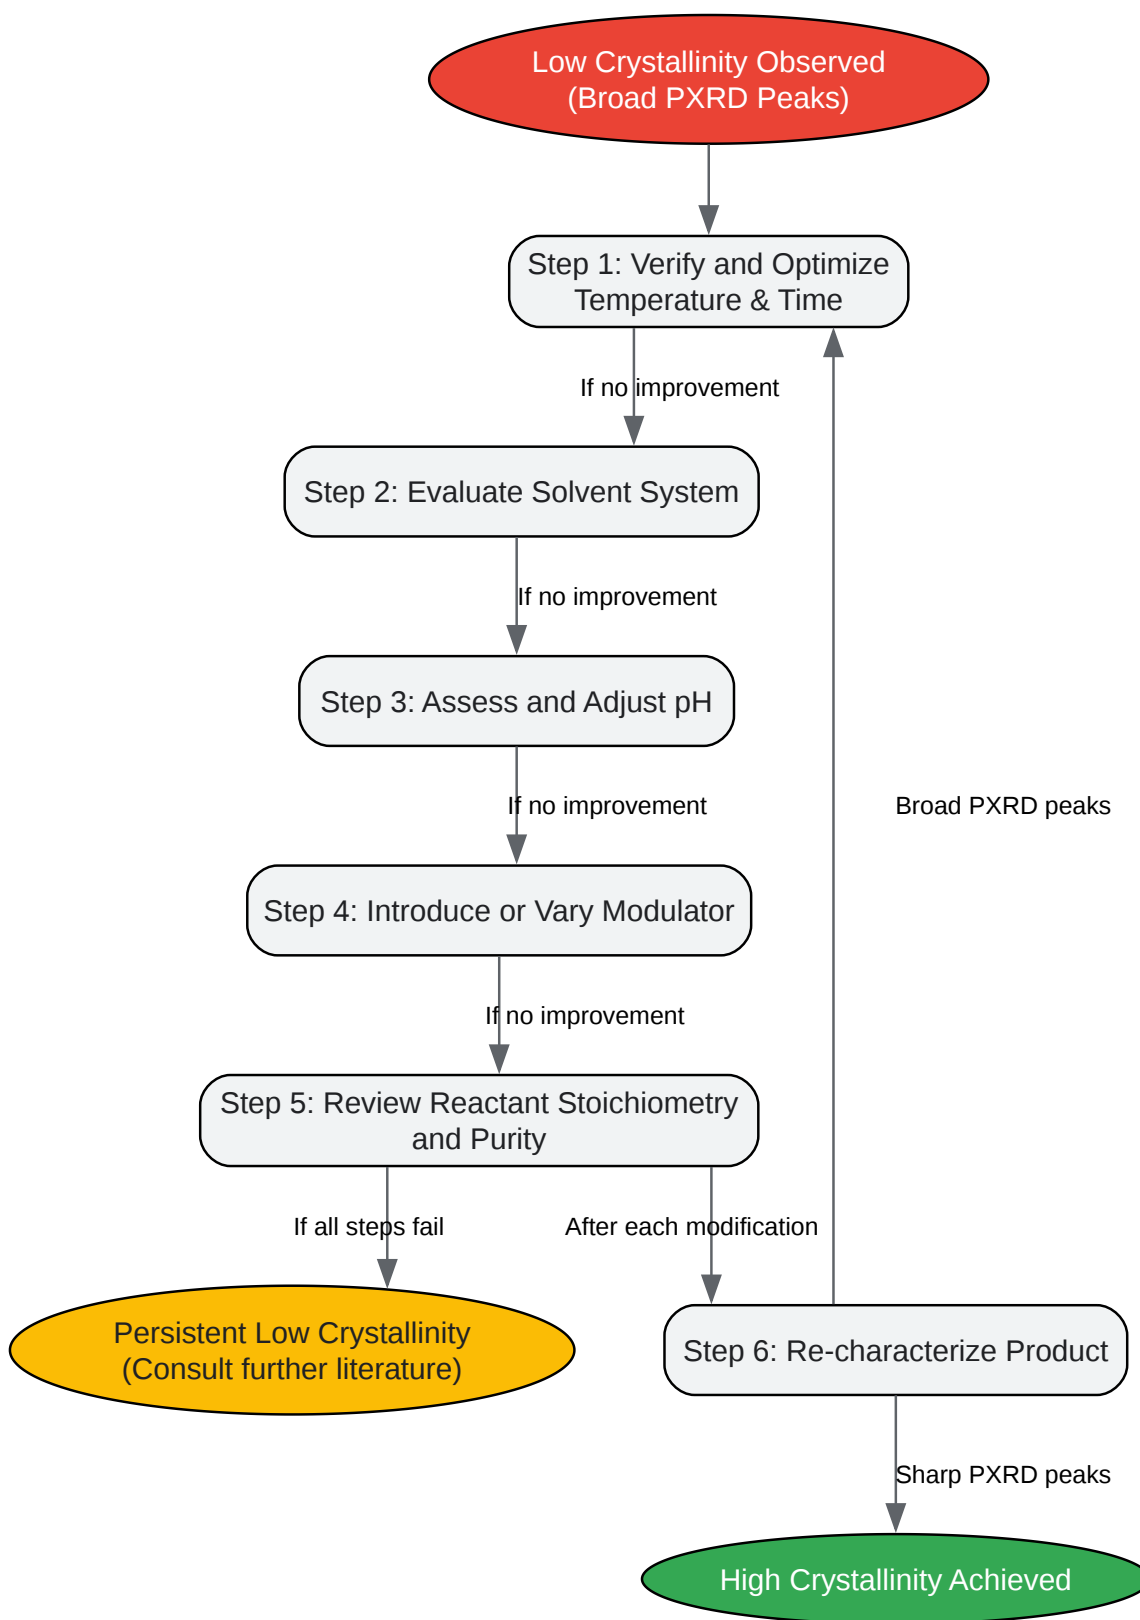 Low Crystallinity Observed
(Broad PXRD Peaks)
Step 1: Verify and Optimize
Temperature & Time
If no improvement
Step 2: Evaluate Solvent System
If no improvement
Step 3: Assess and Adjust pH
If no improvement
Broad PXRD peaks
Step 4: Introduce or Vary Modulator
If no improvement
Step 5: Review Reactant Stoichiometry
and Purity
If all steps fail
After each modification
Persistent Low Crystallinity
(Consult further literature)
Step 6: Re-characterize Product
Sharp PXRD peaks
High Crystallinity Achieved